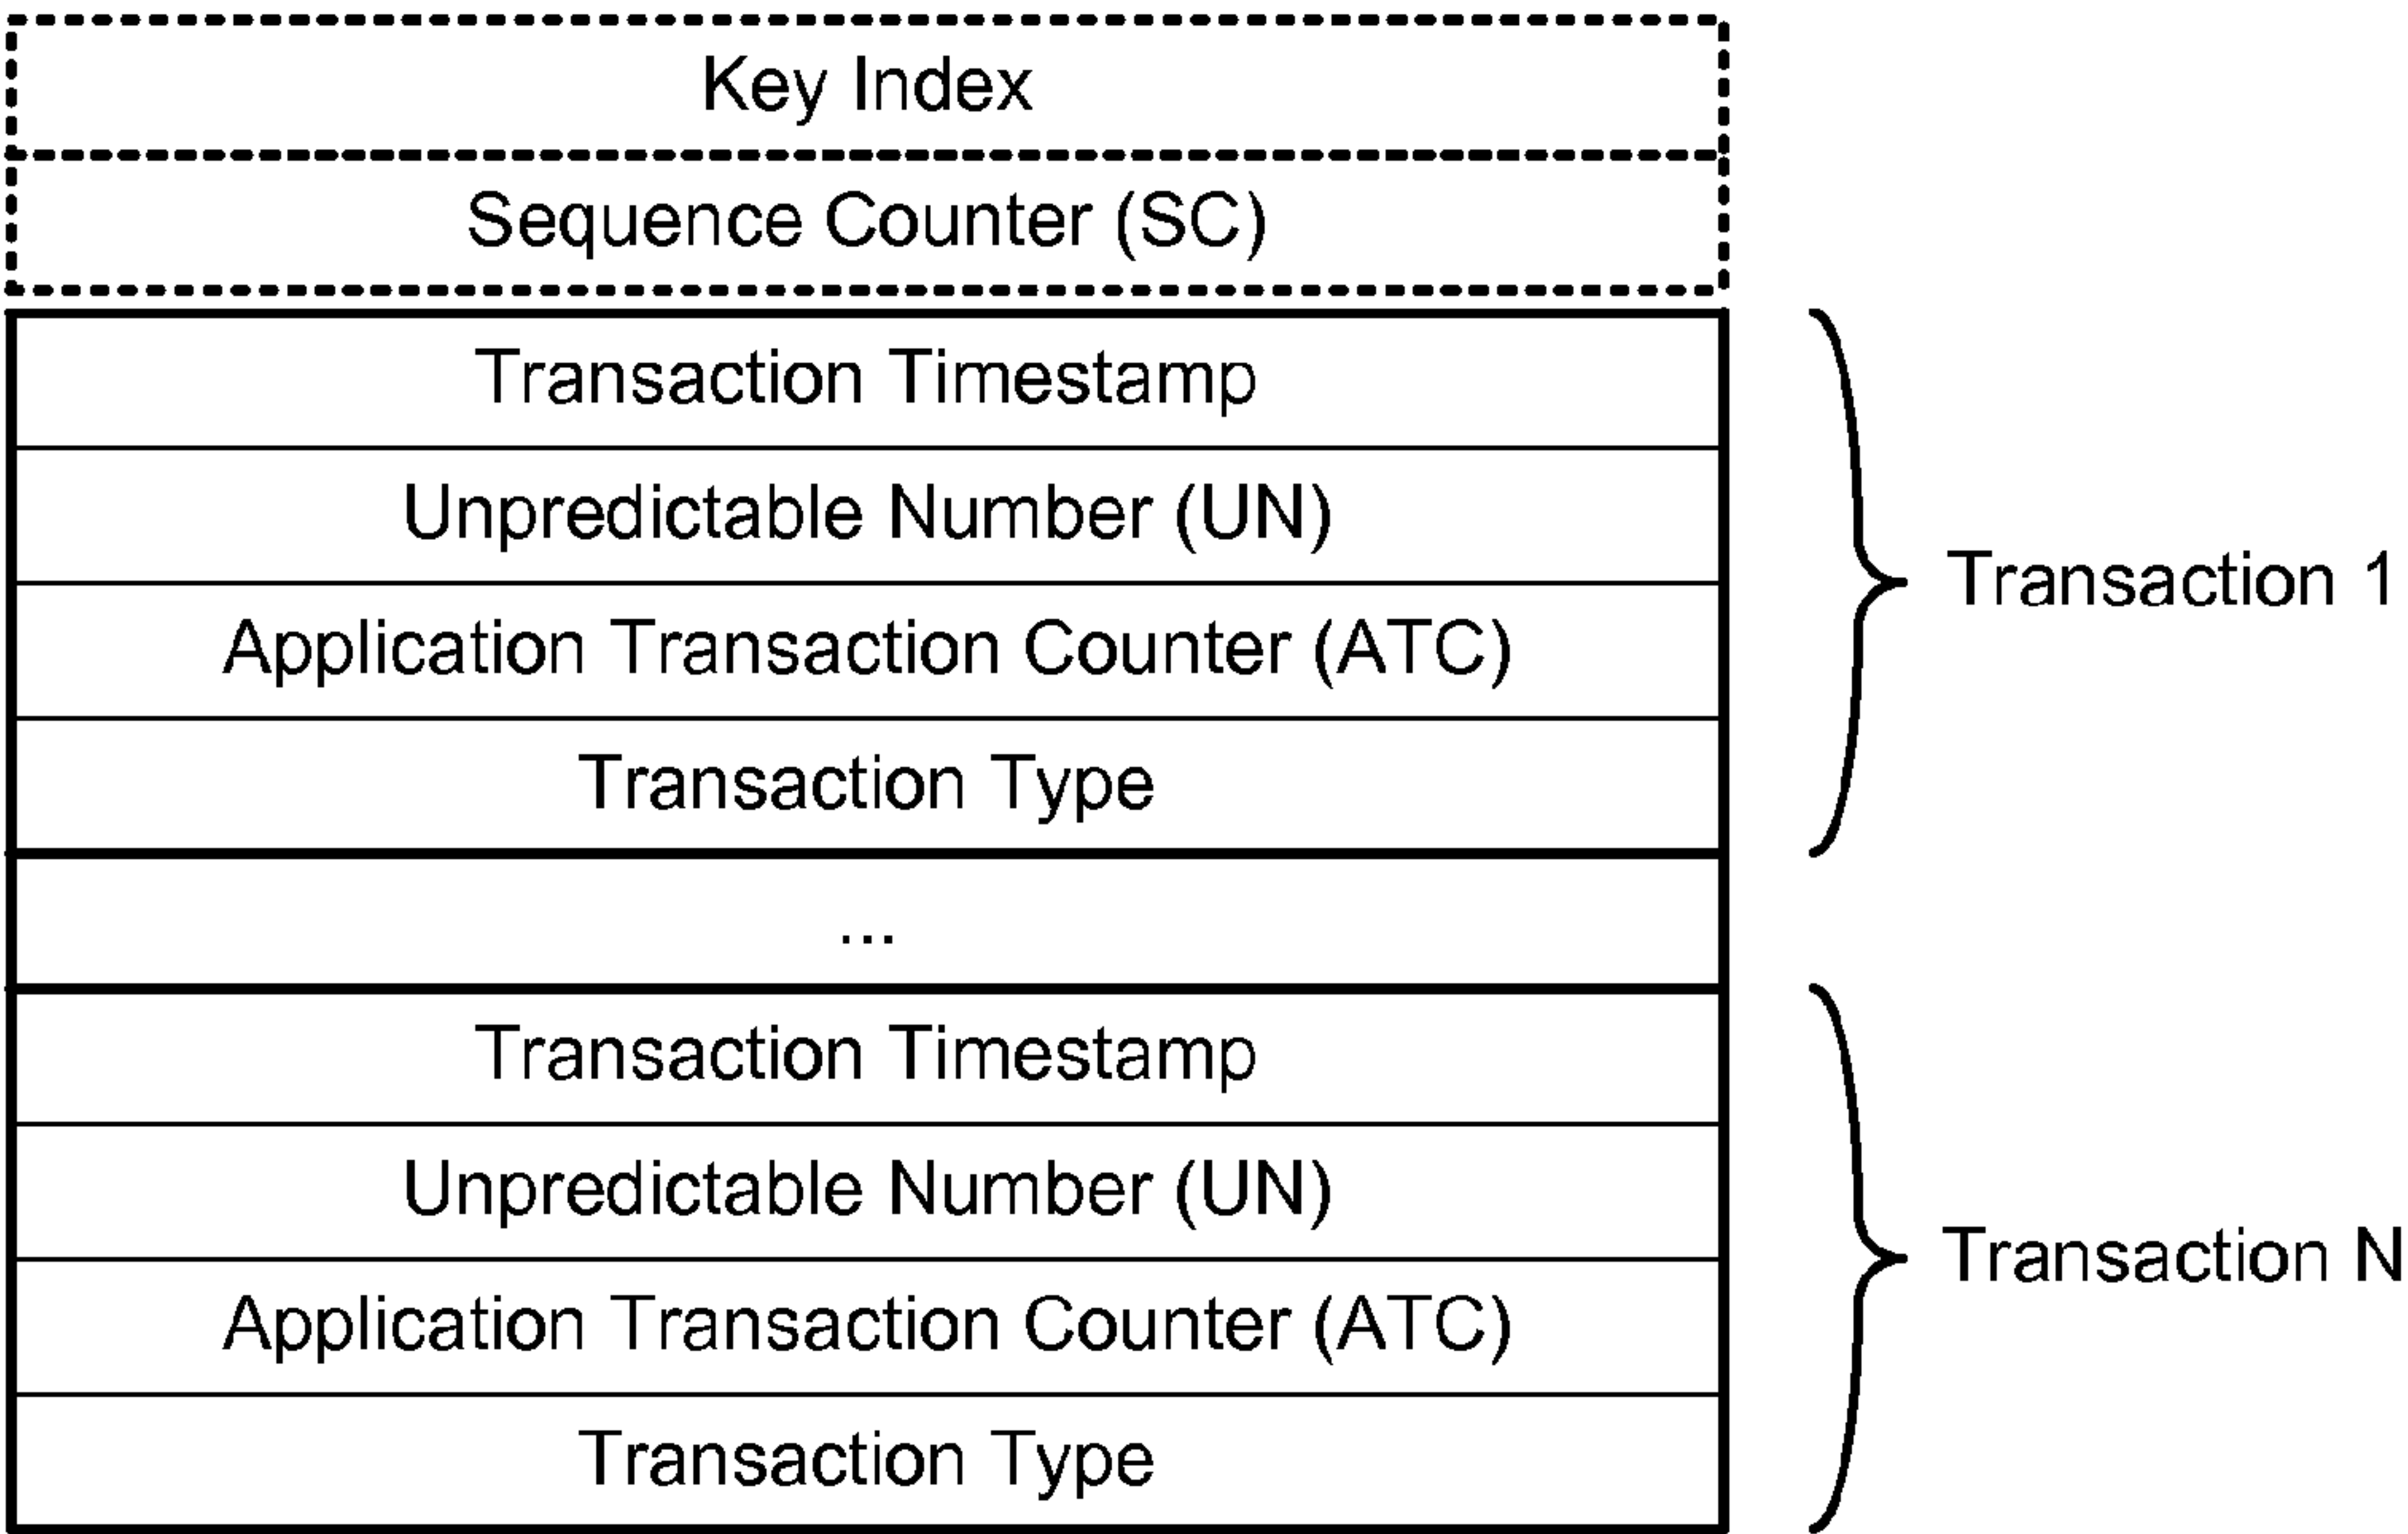 Key Index
Sequence Counter (SC)
Transaction Timestamp
Unpredictable Number (UN)
Application Transaction Counter (ATC)
Transaction Type
Transaction 1
...
Transaction Timestamp
Unpredictable Number (UN)
Application Transaction Counter (ATC)
Transaction Type
Transaction N